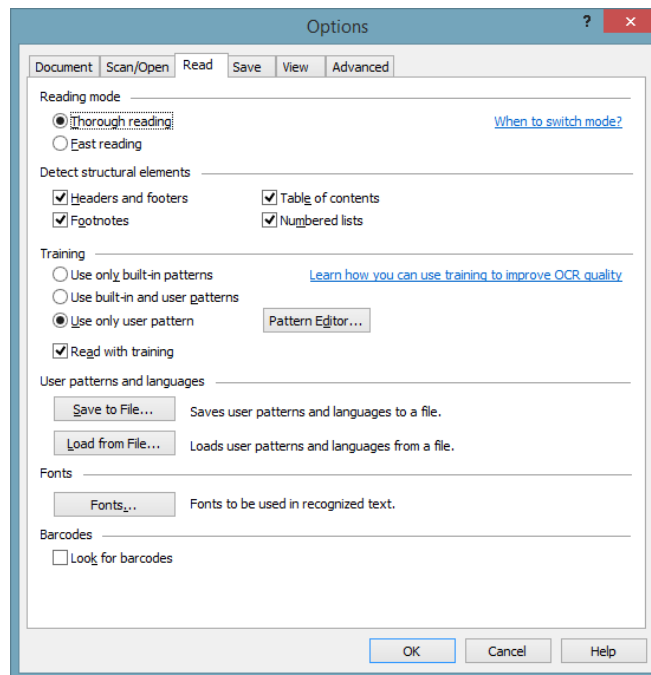 Options
? ×
Document Scan/Open Read Save View Advanced
Reading mode
Thorough reading When to switch mode?
Fast reading
Detect structural elements
Headers and footers Table of contents
Footnotes Numbered lists
Training
Use only built-in patterns Learn how you can use training to improve OCR quality
Use built-in and user patterns
Use only user pattern Pattern Editor...
Read with training
User patterns and languages
Save to File... Saves user patterns and languages to a file.
Load from File... Loads user patterns and languages from a file.
Fonts
Fonts... Fonts to be used in recognized text.
Barcodes
Look for barcodes
OK Cancel Help